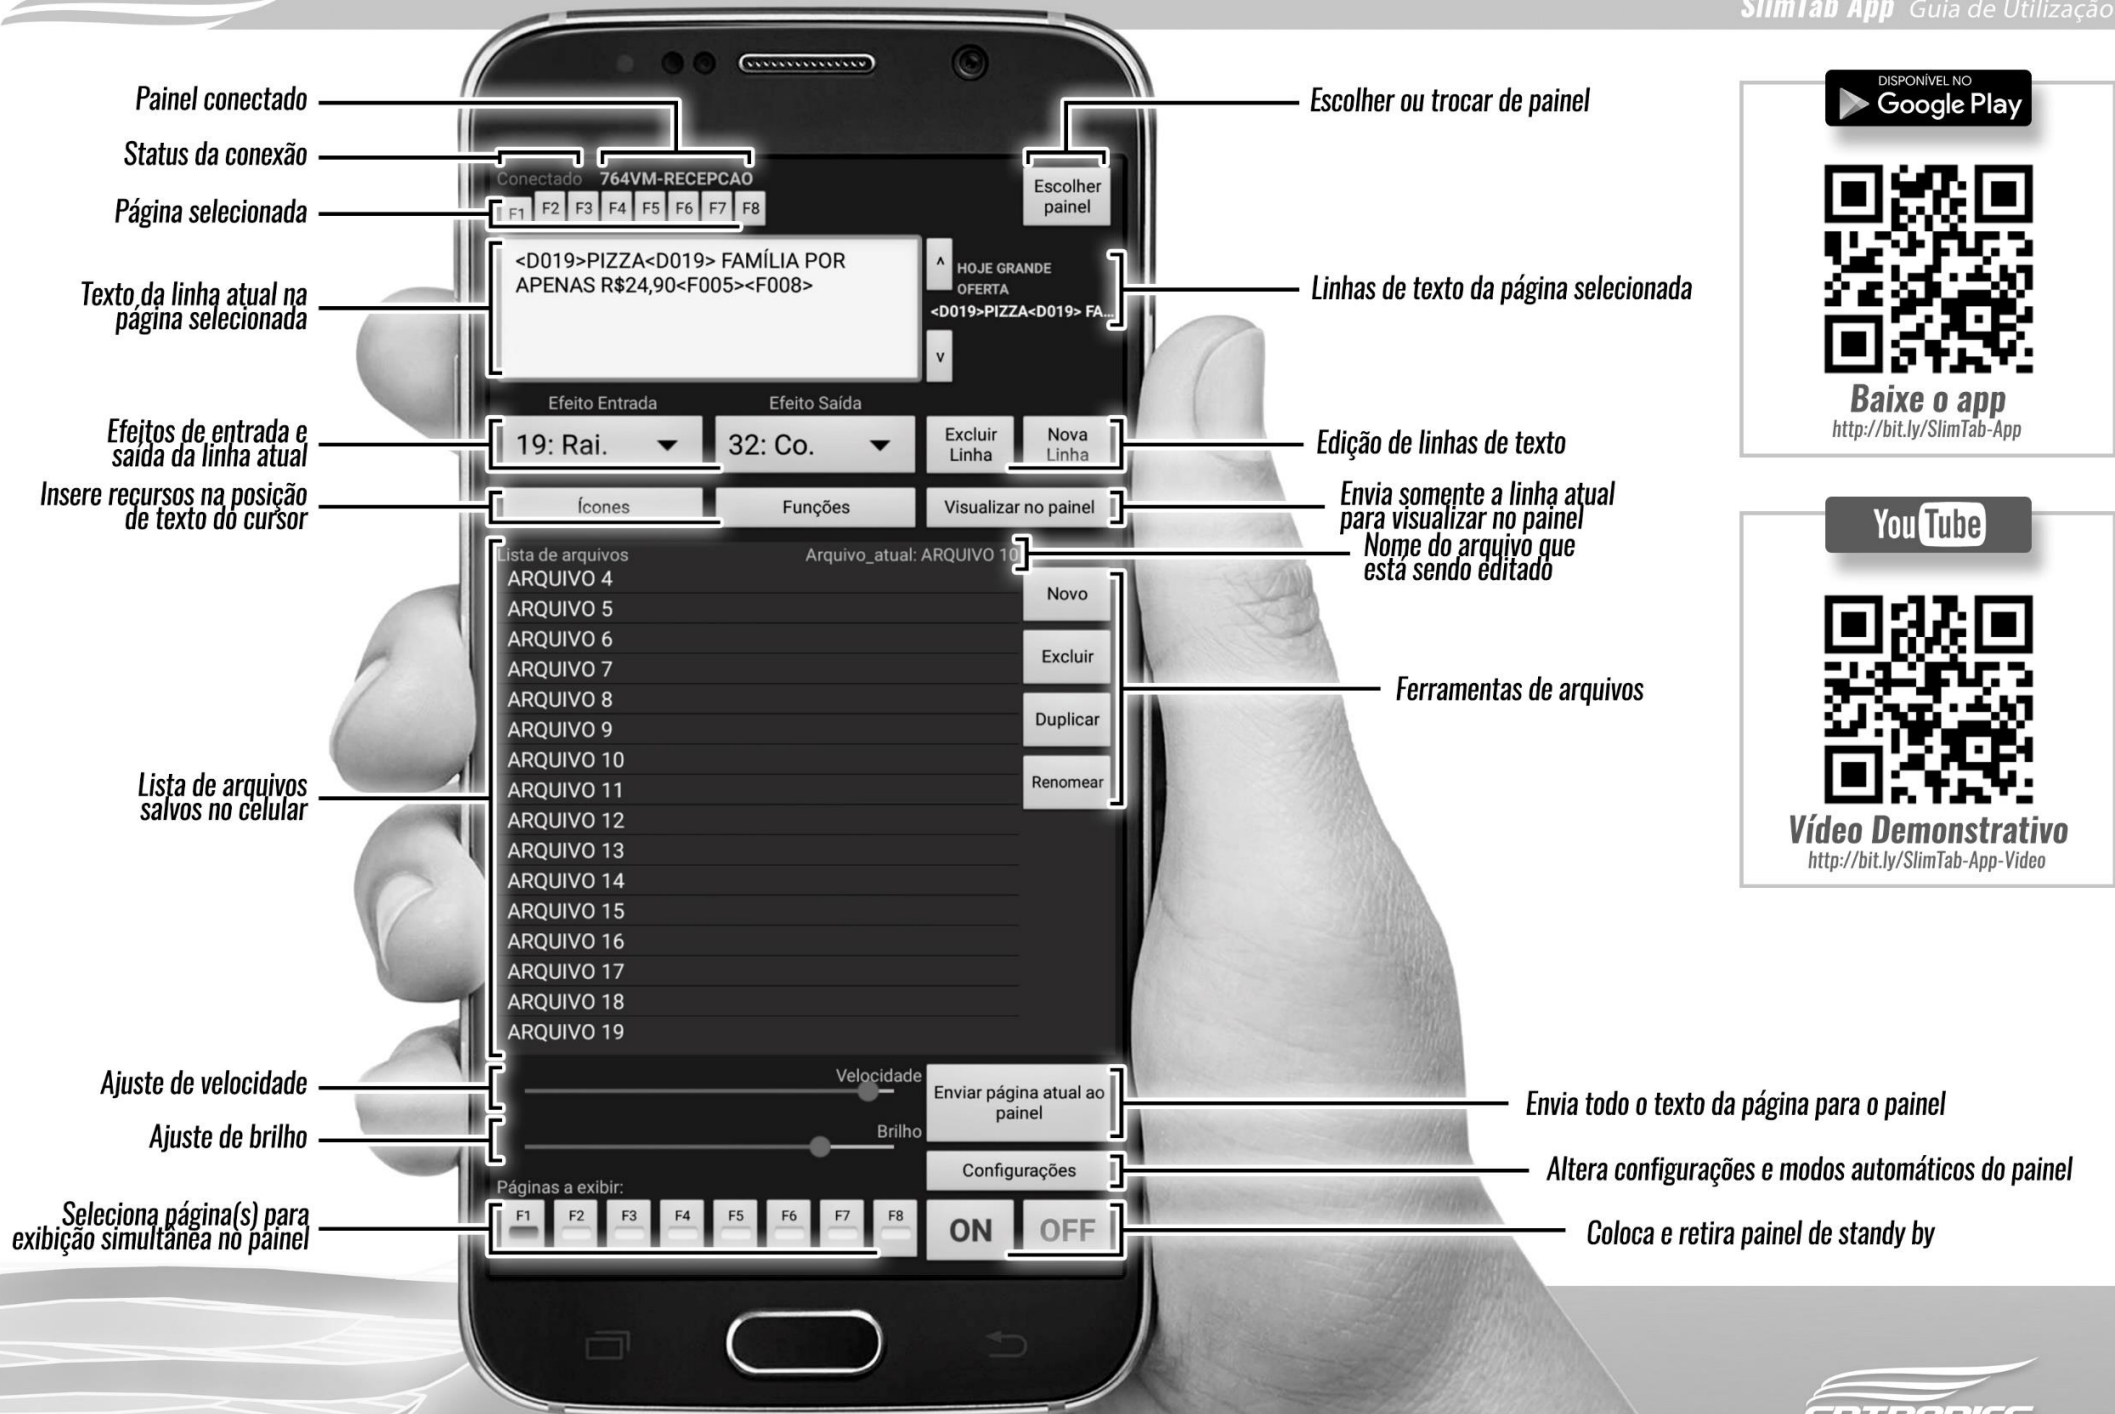 SlimTab App Guia de Utilização
Painel conectado
Status da conexão
Página selecionada
Texto da linha atual na
página selecionada
Efeitos de entrada e
saída da linha atual
Insere recursos na posição
de texto do cursor
Lista de arquivos
salvos no celular
Ajuste de velocidade
Ajuste de brilho
Seleciona página(s) para
exibição simultânea no painel
Conectado 764VM-RECEPCAO
F1 F2 F3 F4 F5 F6 F7 F8
Escolher
painel
<D019>PIZZA<D019> FAMÍLIA POR
APENAS R$24,90<F005><F008>
^
HOJE GRANDE
OFERTA
<D019>PIZZA<D019> FA...
v
Efeito Entrada Efeito Saída
19: Rai. 32: Co.
Excluir
Linha
Nova
Linha
Ícones Funções Visualizar no painel
Lista de arquivos Arquivo_atual: ARQUIVO 10
ARQUIVO 4
ARQUIVO 5
ARQUIVO 6
ARQUIVO 7
ARQUIVO 8
ARQUIVO 9
ARQUIVO 10
ARQUIVO 11
ARQUIVO 12
ARQUIVO 13
ARQUIVO 14
ARQUIVO 15
ARQUIVO 16
ARQUIVO 17
ARQUIVO 18
ARQUIVO 19
Novo
Excluir
Duplicar
Renomear
Velocidade
Brilho
Enviar página atual ao
painel
Configurações
Páginas a exibir:
F1 F2 F3 F4 F5 F6 F7 F8
ON OFF
Escolher ou trocar de painel
Linhas de texto da página selecionada
Edição de linhas de texto
Envia somente a linha atual
para visualizar no painel
Nome do arquivo que
está sendo editado
Ferramentas de arquivos
Envia todo o texto da página para o painel
Altera configurações e modos automáticos do painel
Coloca e retira painel de standy by
DISPONÍVEL NO
Google Play
Baixe o app
http://bit.ly/SlimTab-App
YouTube
Vídeo Demonstrativo
http://bit.ly/SlimTab-App-Video